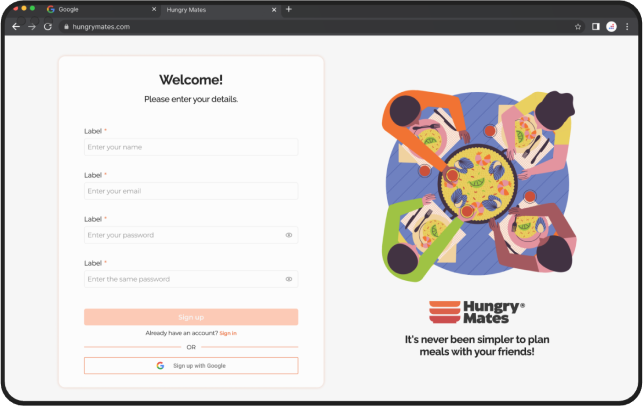 Google
Hungry Mates
hungrymates.com
Welcome!
Please enter your details.
Label *
Enter your name
Label *
Enter your email
Label *
Enter your password
Label *
Enter the same password
Sign up
Already have an account? Sign in
OR
Sign up with Google
Hungry®
Mates
It's never been simpler to plan
meals with your friends!